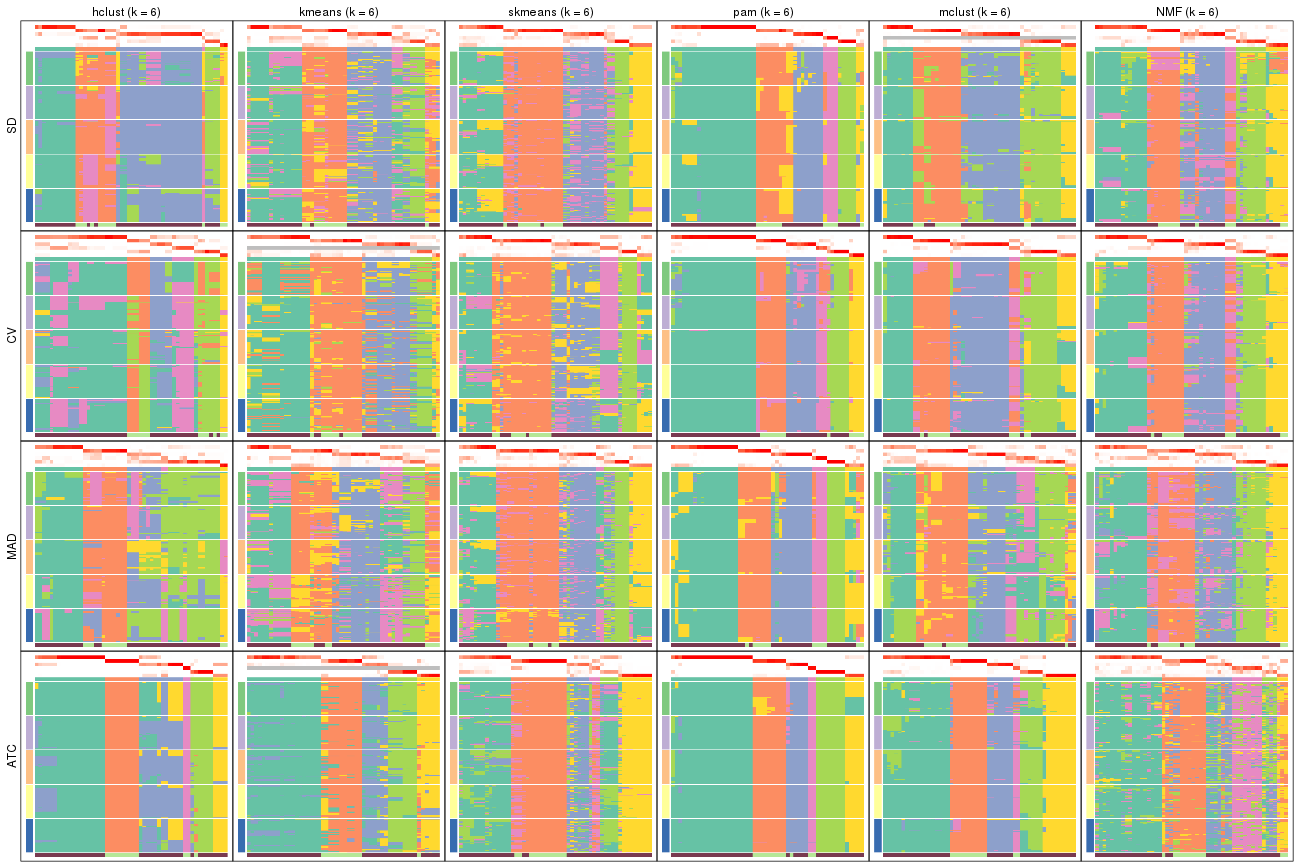 hclust (k = 6) kmeans (k = 6) skmeans (k = 6) pam (k = 6) mclust (k = 6) NMF (k = 6)
SD
CV
MAD
ATC